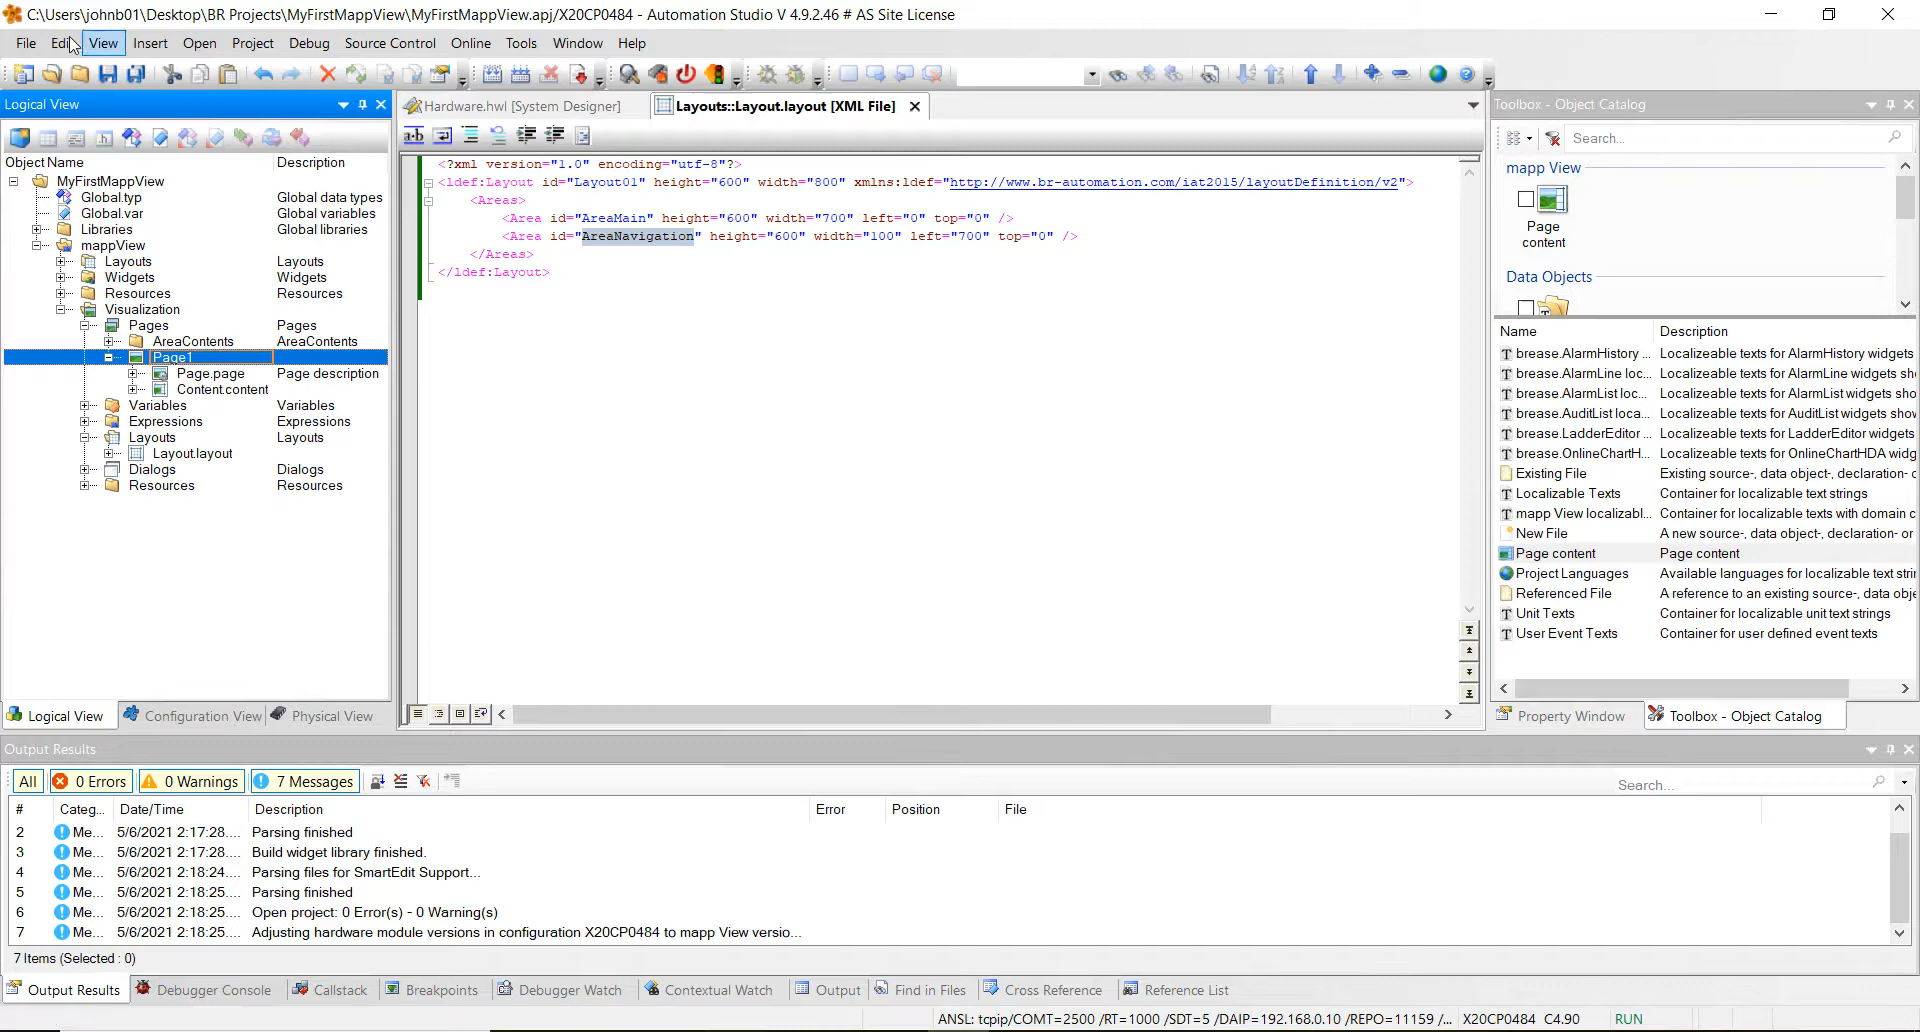 C:\Users\johnb01\Desktop\BR Projects\MyFirstMappView\MyFirstMappView.apj/X20CP0484 - Automation Studio V 4.9.2.46 # AS Site License
File Edit View Insert Open Project Debug Source Control Online Tools Window Help
Logical View
Object Name Description
MyFirstMappView
Global.typ Global data types
Global.var Global variables
Libraries Global libraries
mappView
Layouts Layouts
Widgets Widgets
Resources Resources
Visualization
Pages Pages
AreaContents AreaContents
Page1
Page.page Page description
Content.content
Variables Variables
Expressions Expressions
Layouts Layouts
Layout.layout
Dialogs Dialogs
Resources Resources
Logical View Configuration View Physical View
Hardware.hwl [System Designer] Layouts::Layout.layout [XML File]
<?xml version="1.0" encoding="utf-8"?>
<ldef:Layout id="Layout01" height="600" width="800" xmlns:ldef="http://www.br-automation.com/iat2015/layoutDefinition/v2">
<Areas>
<Area id="AreaMain" height="600" width="700" left="0" top="0" />
<Area id="AreaNavigation" height="600" width="100" left="700" top="0" />
</Areas>
</ldef:Layout>
Toolbox - Object Catalog
Search...
mapp View
Page
content
Data Objects
Name Description
brease.AlarmHistory ... Localizeable texts for AlarmHistory widgets
brease.AlarmLine loc... Localizeable texts for AlarmLine widgets sho
brease.AlarmList loc... Localizeable texts for AlarmList widgets sho
brease.AuditList loca... Localizeable texts for AuditList widgets show
brease.LadderEditor ... Localizeable texts for LadderEditor widgets
brease.OnlineChartH... Localizeable texts for OnlineChartHDA widg
Existing File Existing source-, data object-, declaration- o
Localizable Texts Container for localizable text strings
mapp View localizabl... Container for localizable texts with domain c
New File A new source-, data object-, declaration- or
Page content Page content
Project Languages Available languages for localizable text stri
Referenced File A reference to an existing source-, data obje
Unit Texts Container for localizable unit text strings
User Event Texts Container for user defined event texts
Property Window Toolbox - Object Catalog
Output Results
All 0 Errors 0 Warnings 7 Messages Search...
# Categ... Date/Time Description Error Position File
2 Me... 5/6/2021 2:17:28.... Parsing finished
3 Me... 5/6/2021 2:17:28.... Build widget library finished.
4 Me... 5/6/2021 2:18:24.... Parsing files for SmartEdit Support...
5 Me... 5/6/2021 2:18:25.... Parsing finished
6 Me... 5/6/2021 2:18:25.... Open project: 0 Error(s) - 0 Warning(s)
7 Me... 5/6/2021 2:18:25.... Adjusting hardware module versions in configuration X20CP0484 to mapp View versio...
7 Items (Selected : 0)
Output Results Debugger Console Callstack Breakpoints Debugger Watch Contextual Watch Output Find in Files Cross Reference Reference List
ANSL: tcpip/COMT=2500 /RT=1000 /SDT=5 /DAIP=192.168.0.10 /REPO=11159 /... X20CP0484 C4.90 RUN